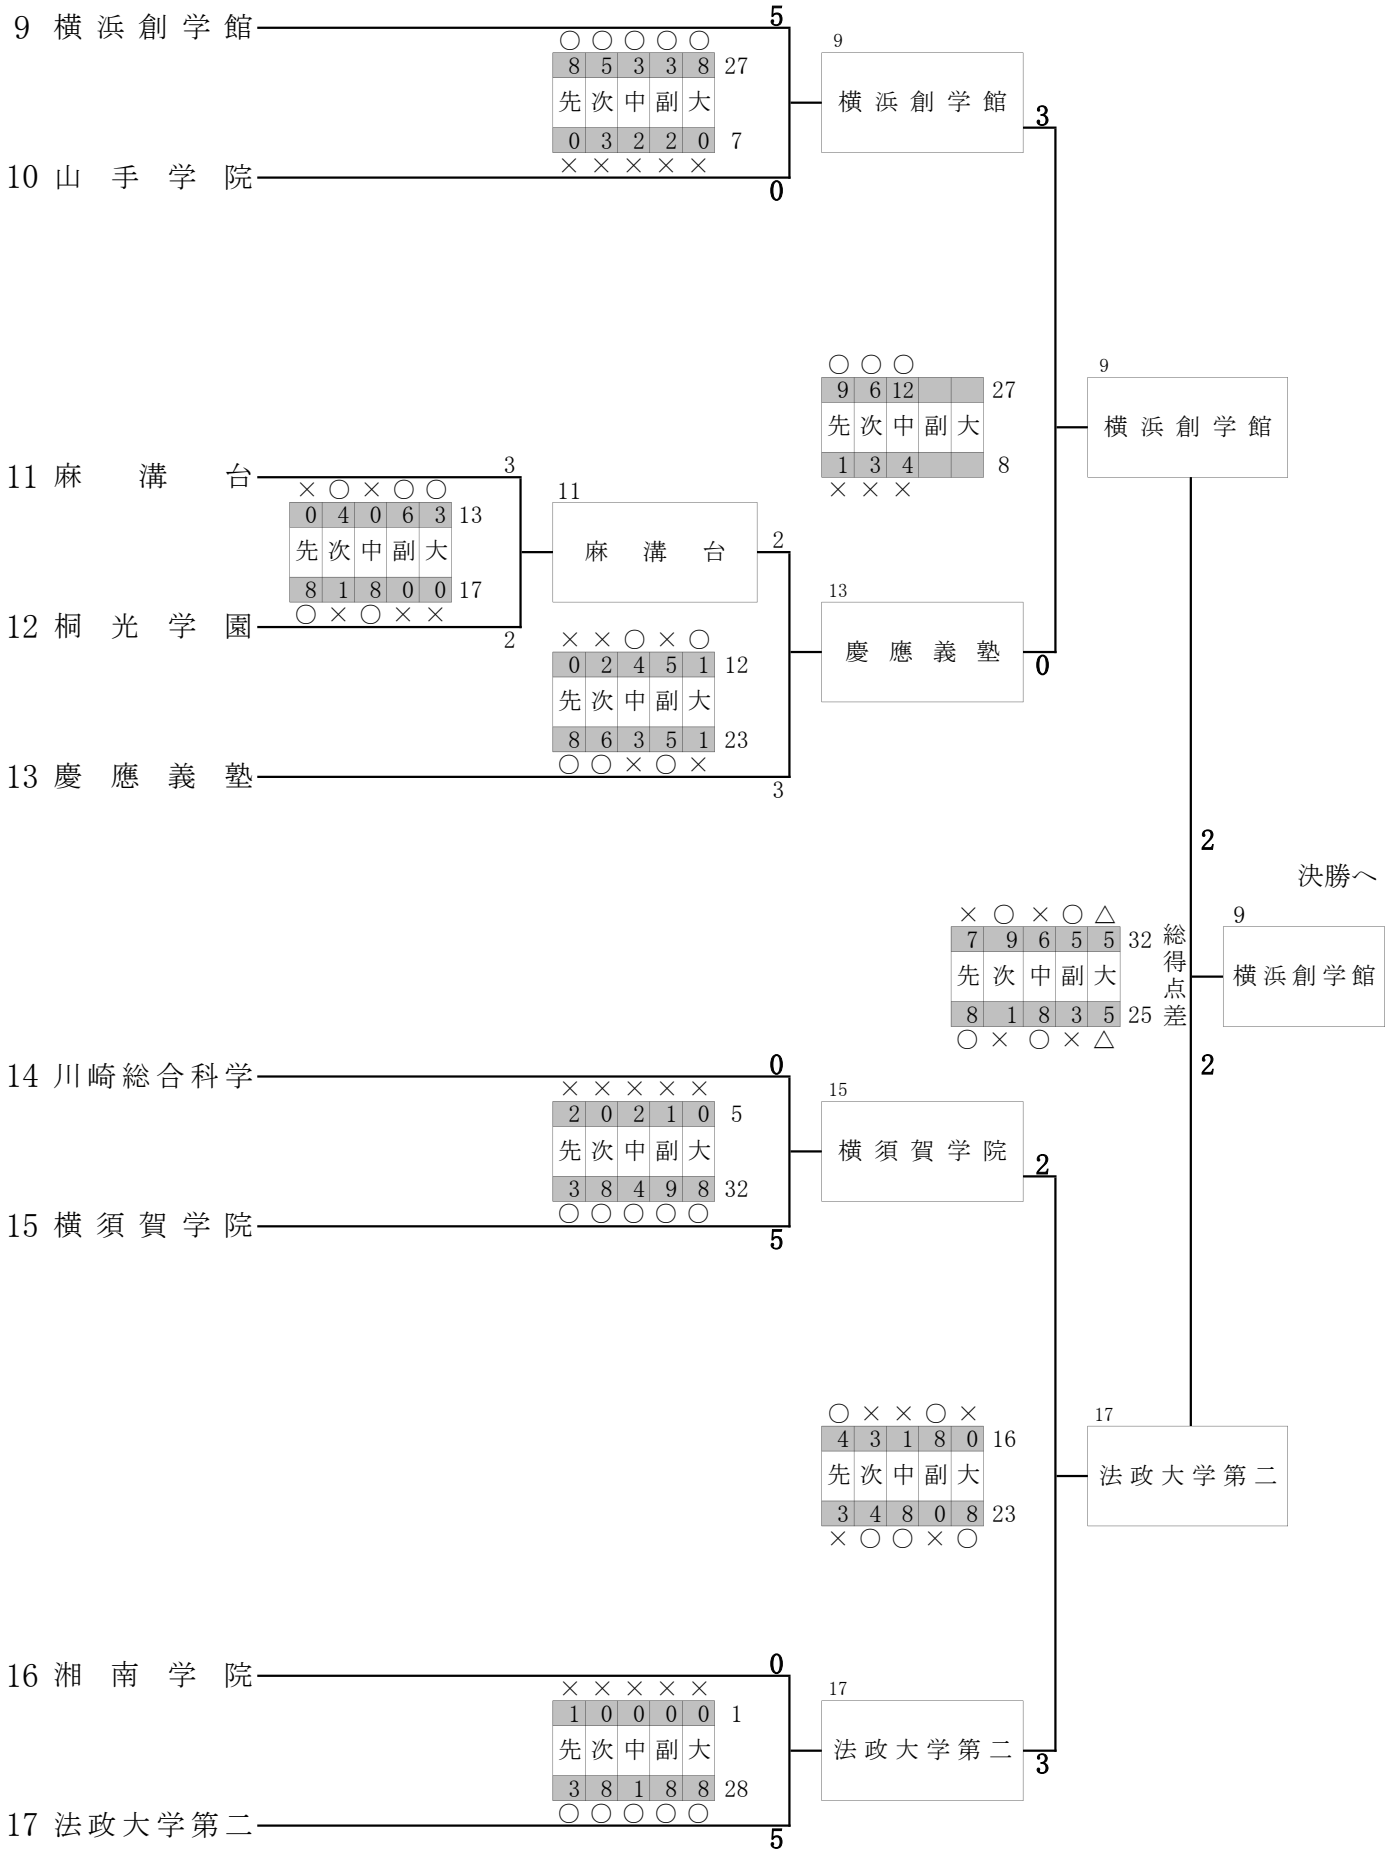 5
9 横浜創学館
○ ○ ○ ○ ○
9
8 5 3 3 8 27
先 次 中 副 大
横浜創学館
3
0 3 2 2 0 7
× × × × ×
10 山手学院
0
○ ○ ○
9
9 6 12 27
先 次 中 副 大
横浜創学館
1 3 4 8
× × ×
3
11 麻溝台
× ○ × ○ ○
11
0 4 0 6 3 13
先 次 中 副 大
麻溝台
2
8 1 8 0 0 17
○ × ○ × ×
12 桐光学園
2
13
× × ○ × ○
0 2 4 5 1 12
慶應義塾
0
先 次 中 副 大
8 6 3 5 1 23
○ ○ × ○ ×
13 慶應義塾
3
2
決勝へ
× ○ × ○ △
9
7 9 6 5 5 32
総得点差
先 次 中 副 大
横浜創学館
8 1 8 3 5 25
○ × ○ × △
2
0
14 川崎総合科学
× × × × ×
15
2 0 2 1 0 5
先 次 中 副 大
横須賀学院
2
3 8 4 9 8 32
○ ○ ○ ○ ○
15 横須賀学院
5
○ × × ○ ×
17
4 3 1 8 0 16
先 次 中 副 大
法政大学第二
3 4 8 0 8 23
× ○ ○ × ○
0
16 湘南学院
× × × × ×
17
1 0 0 0 0 1
先 次 中 副 大
法政大学第二
3
3 8 1 8 8 28
○ ○ ○ ○ ○
17 法政大学第二
5